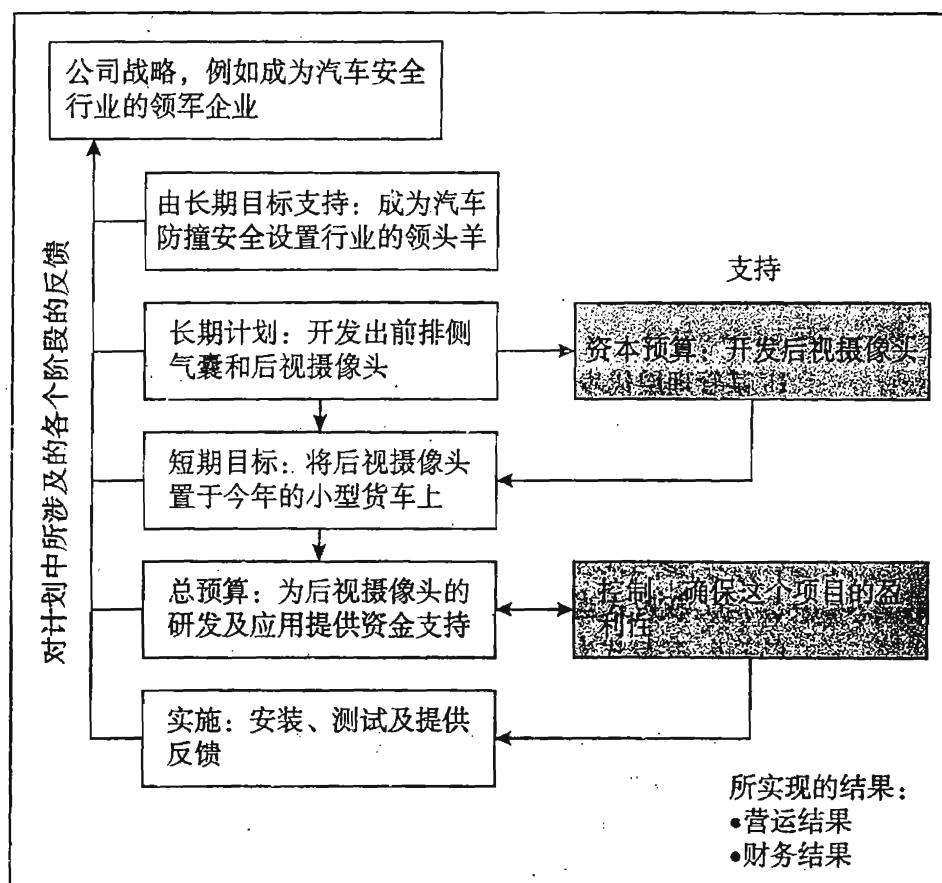 公司战略，例如成为汽车安全
行业的领军企业
由长期目标支持：成为汽车
防撞安全设置行业的领头羊
支持
长期计划：开发出前排侧
气囊和后视摄像头
资本预算：开发后视摄像头
短期目标：将后视摄像头
置于今年的小型货车上
总预算：为后视摄像头的
研发及应用提供资金支持
控制：确保这个项目的盈
利性
实施：安装、测试及提供
反馈
对计划中所涉及的各个阶段的反馈
所实现的结果：
•营运结果
•财务结果